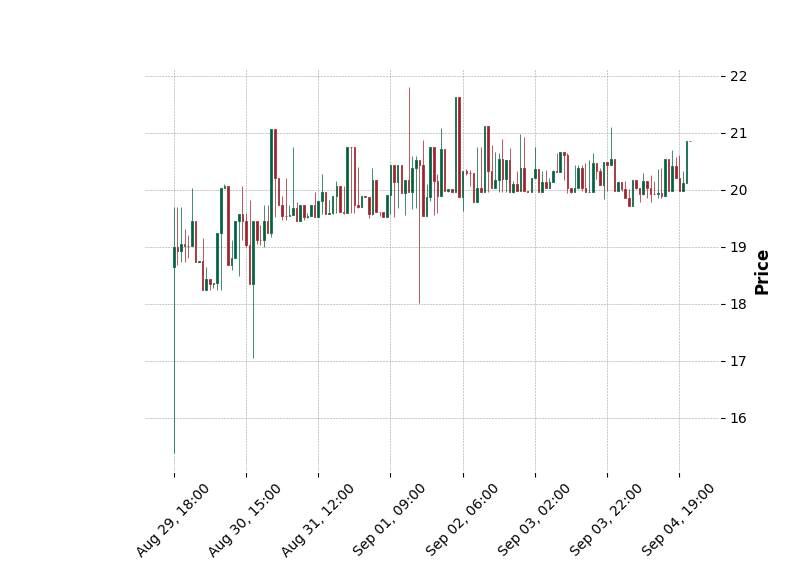 22
21
20
19
18
17
16
Price
Aug 29, 18:00
Aug 30, 15:00
Aug 31, 12:00
Sep 01, 09:00
Sep 02, 06:00
Sep 03, 02:00
Sep 03, 22:00
Sep 04, 19:00